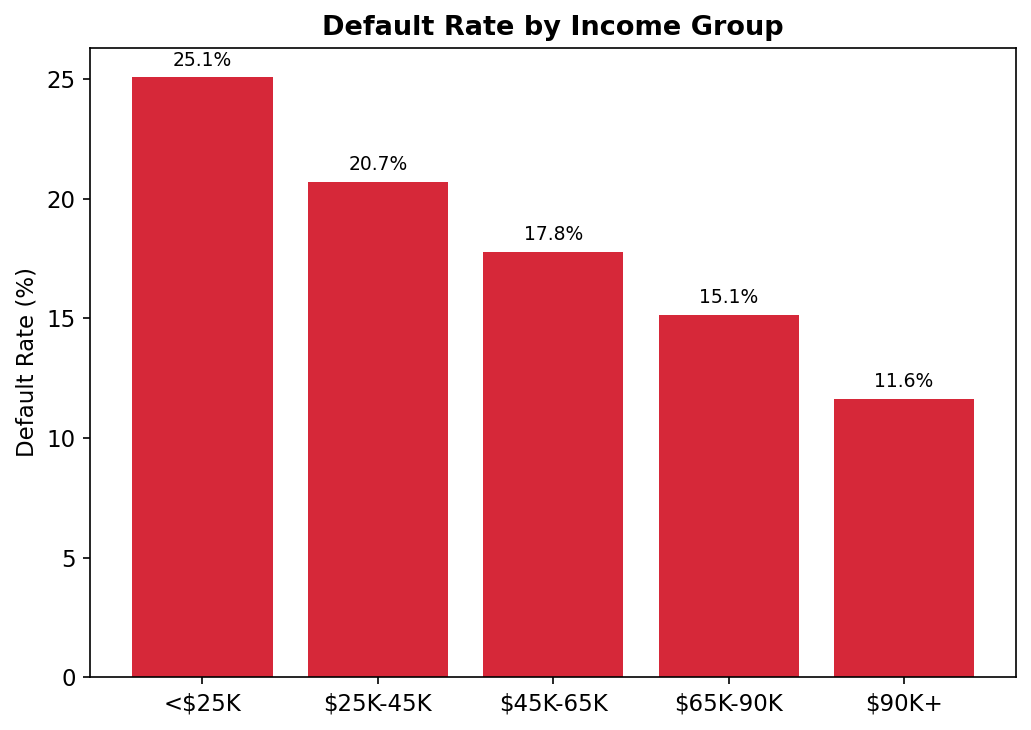 Default Rate by Income Group
Default Rate (%)
25
20
15
10
5
0
25.1%
20.7%
17.8%
15.1%
11.6%
<$25K
$25K-45K
$45K-65K
$65K-90K
$90K+